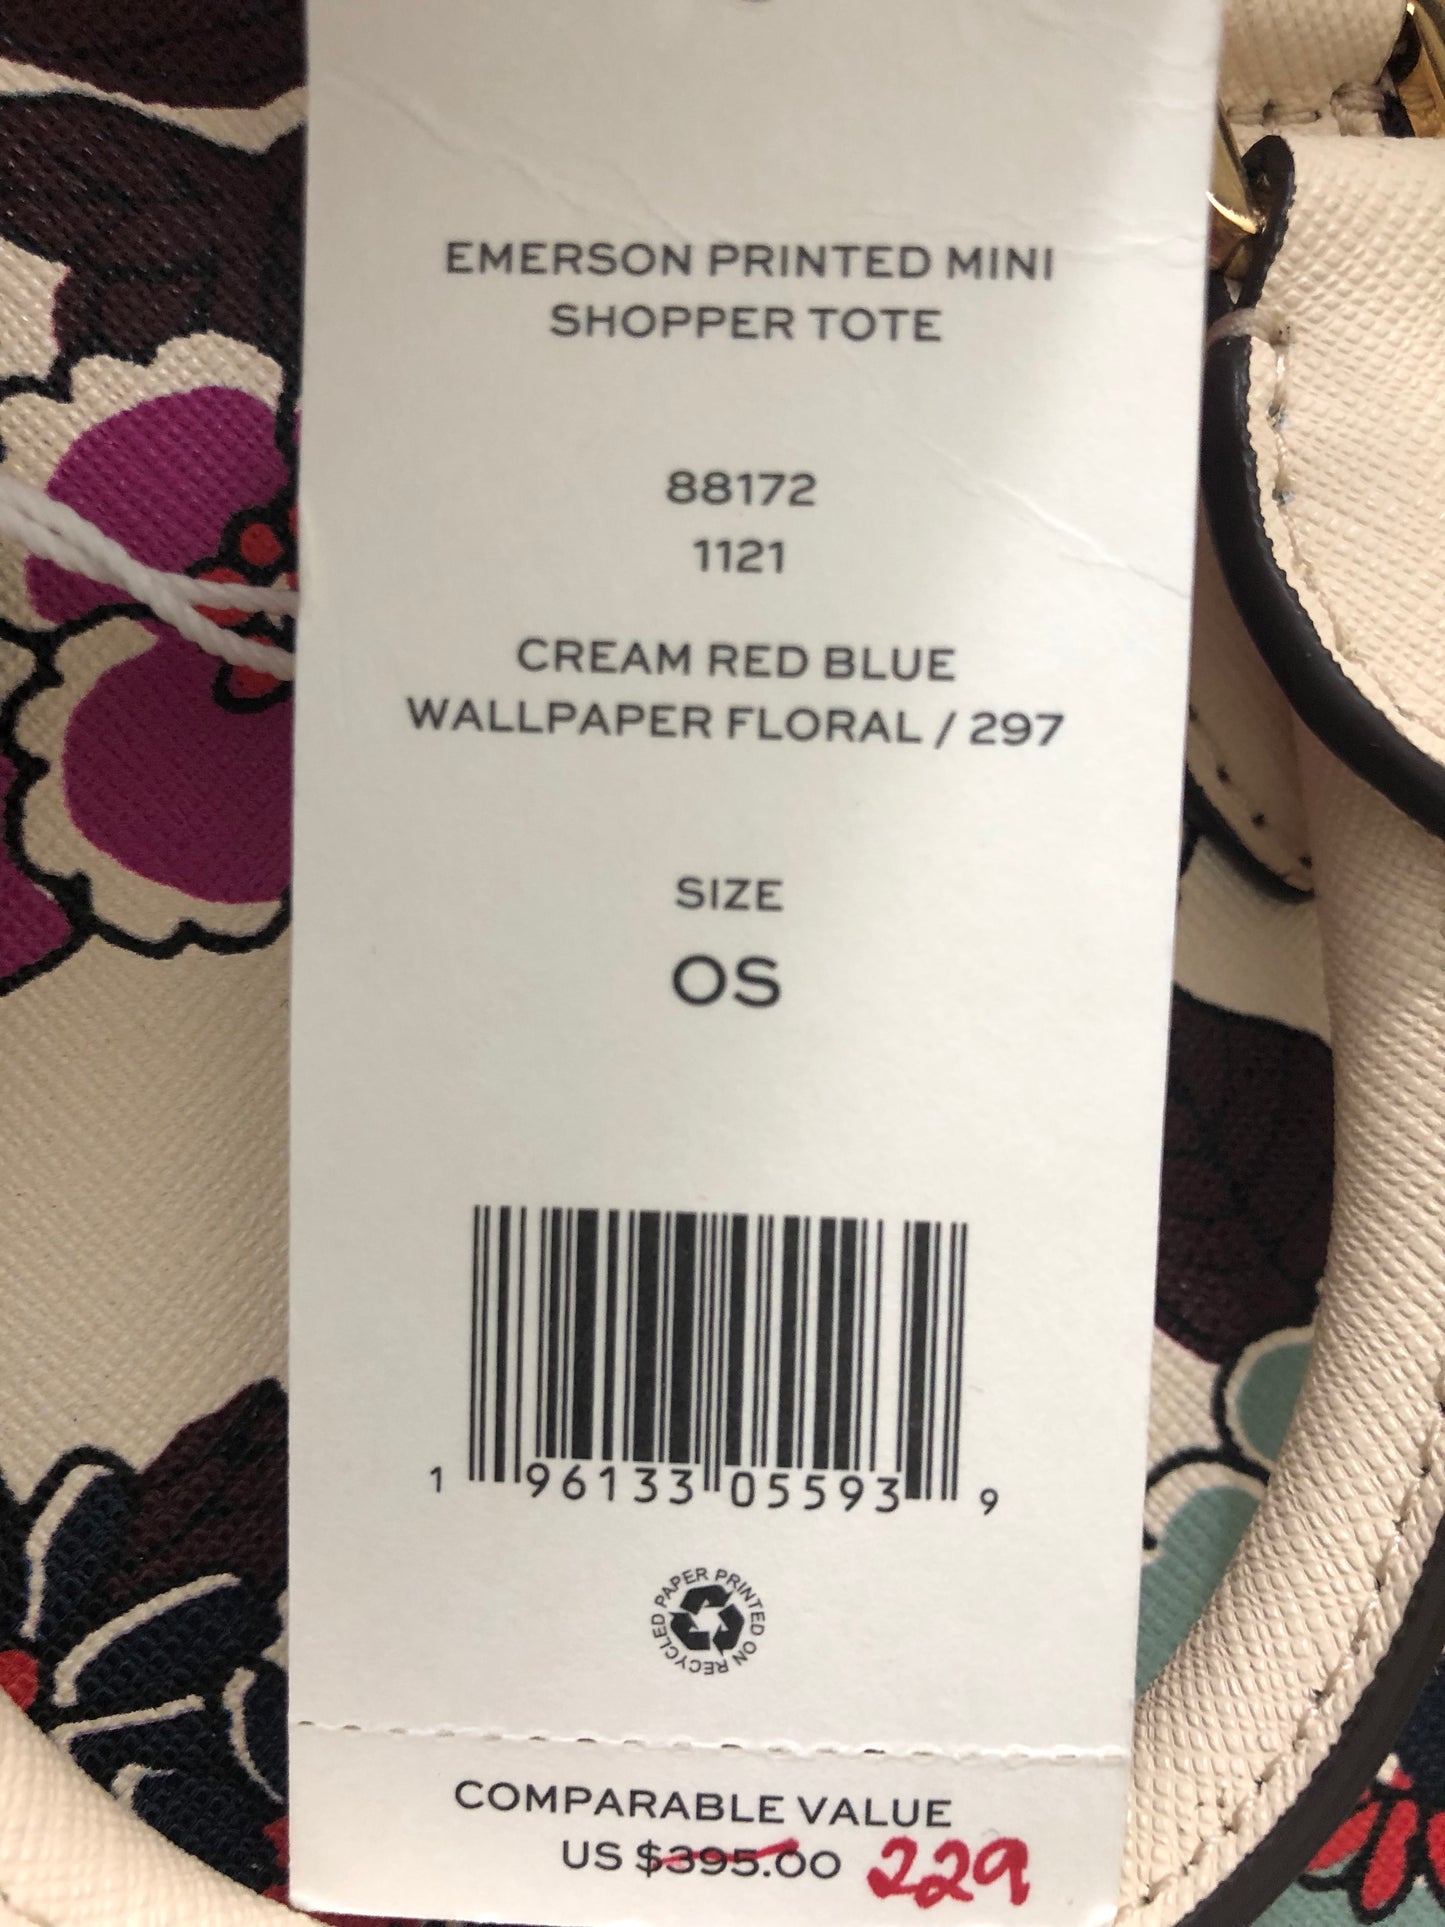 EMERSON PRINTED MINI
SHOPPER TOTE
88172
1121
CREAM RED BLUE
WALLPAPER FLORAL / 297
SIZE
OS
1 96133 05593 9
PRINTED ON RECYCLED PAPER
COMPARABLE VALUE
US $395.00 229